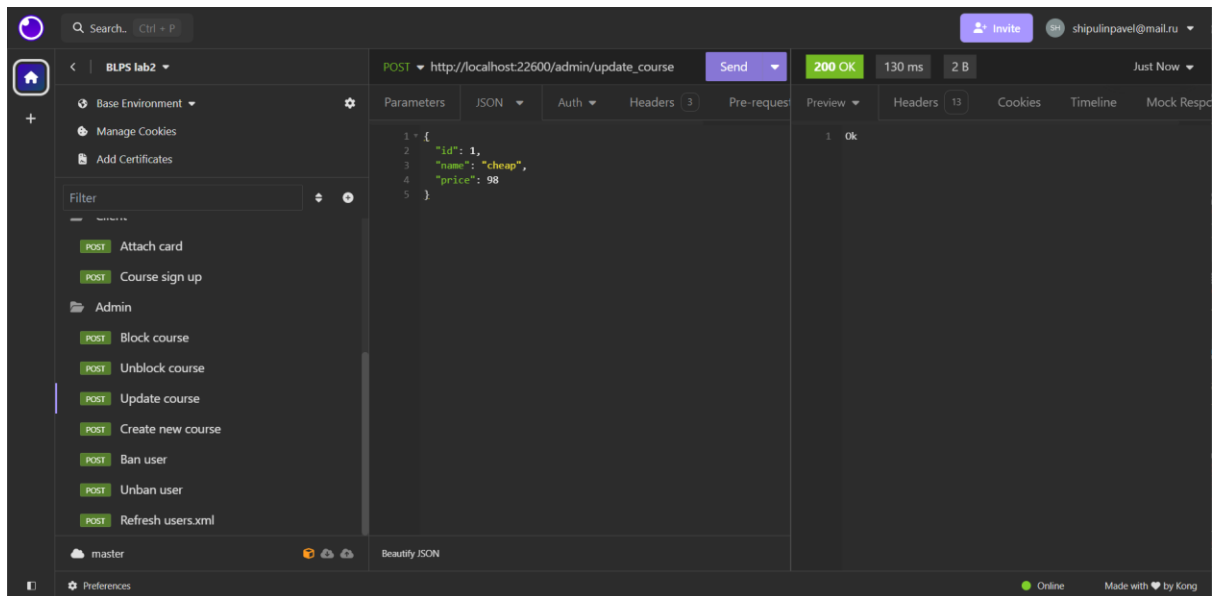 Search.. Ctrl + P
Invite
SH
shipulinpavel@mail.ru
BLPS lab2
Base Environment
Manage Cookies
Add Certificates
Filter
Client
POST Attach card
POST Course sign up
Admin
POST Block course
POST Unblock course
POST Update course
POST Create new course
POST Ban user
POST Unban user
POST Refresh users.xml
master
POST http://localhost:22600/admin/update_course Send
Parameters JSON Auth Headers 3 Pre-reques
1 {
2 "id": 1,
3 "name": "cheap",
4 "price": 98
5 }
Beautify JSON
200 OK 130 ms 2 B Just Now
Preview Headers 13 Cookies Timeline Mock Respo
1 Ok
Preferences
Online
Made with ♥ by Kong